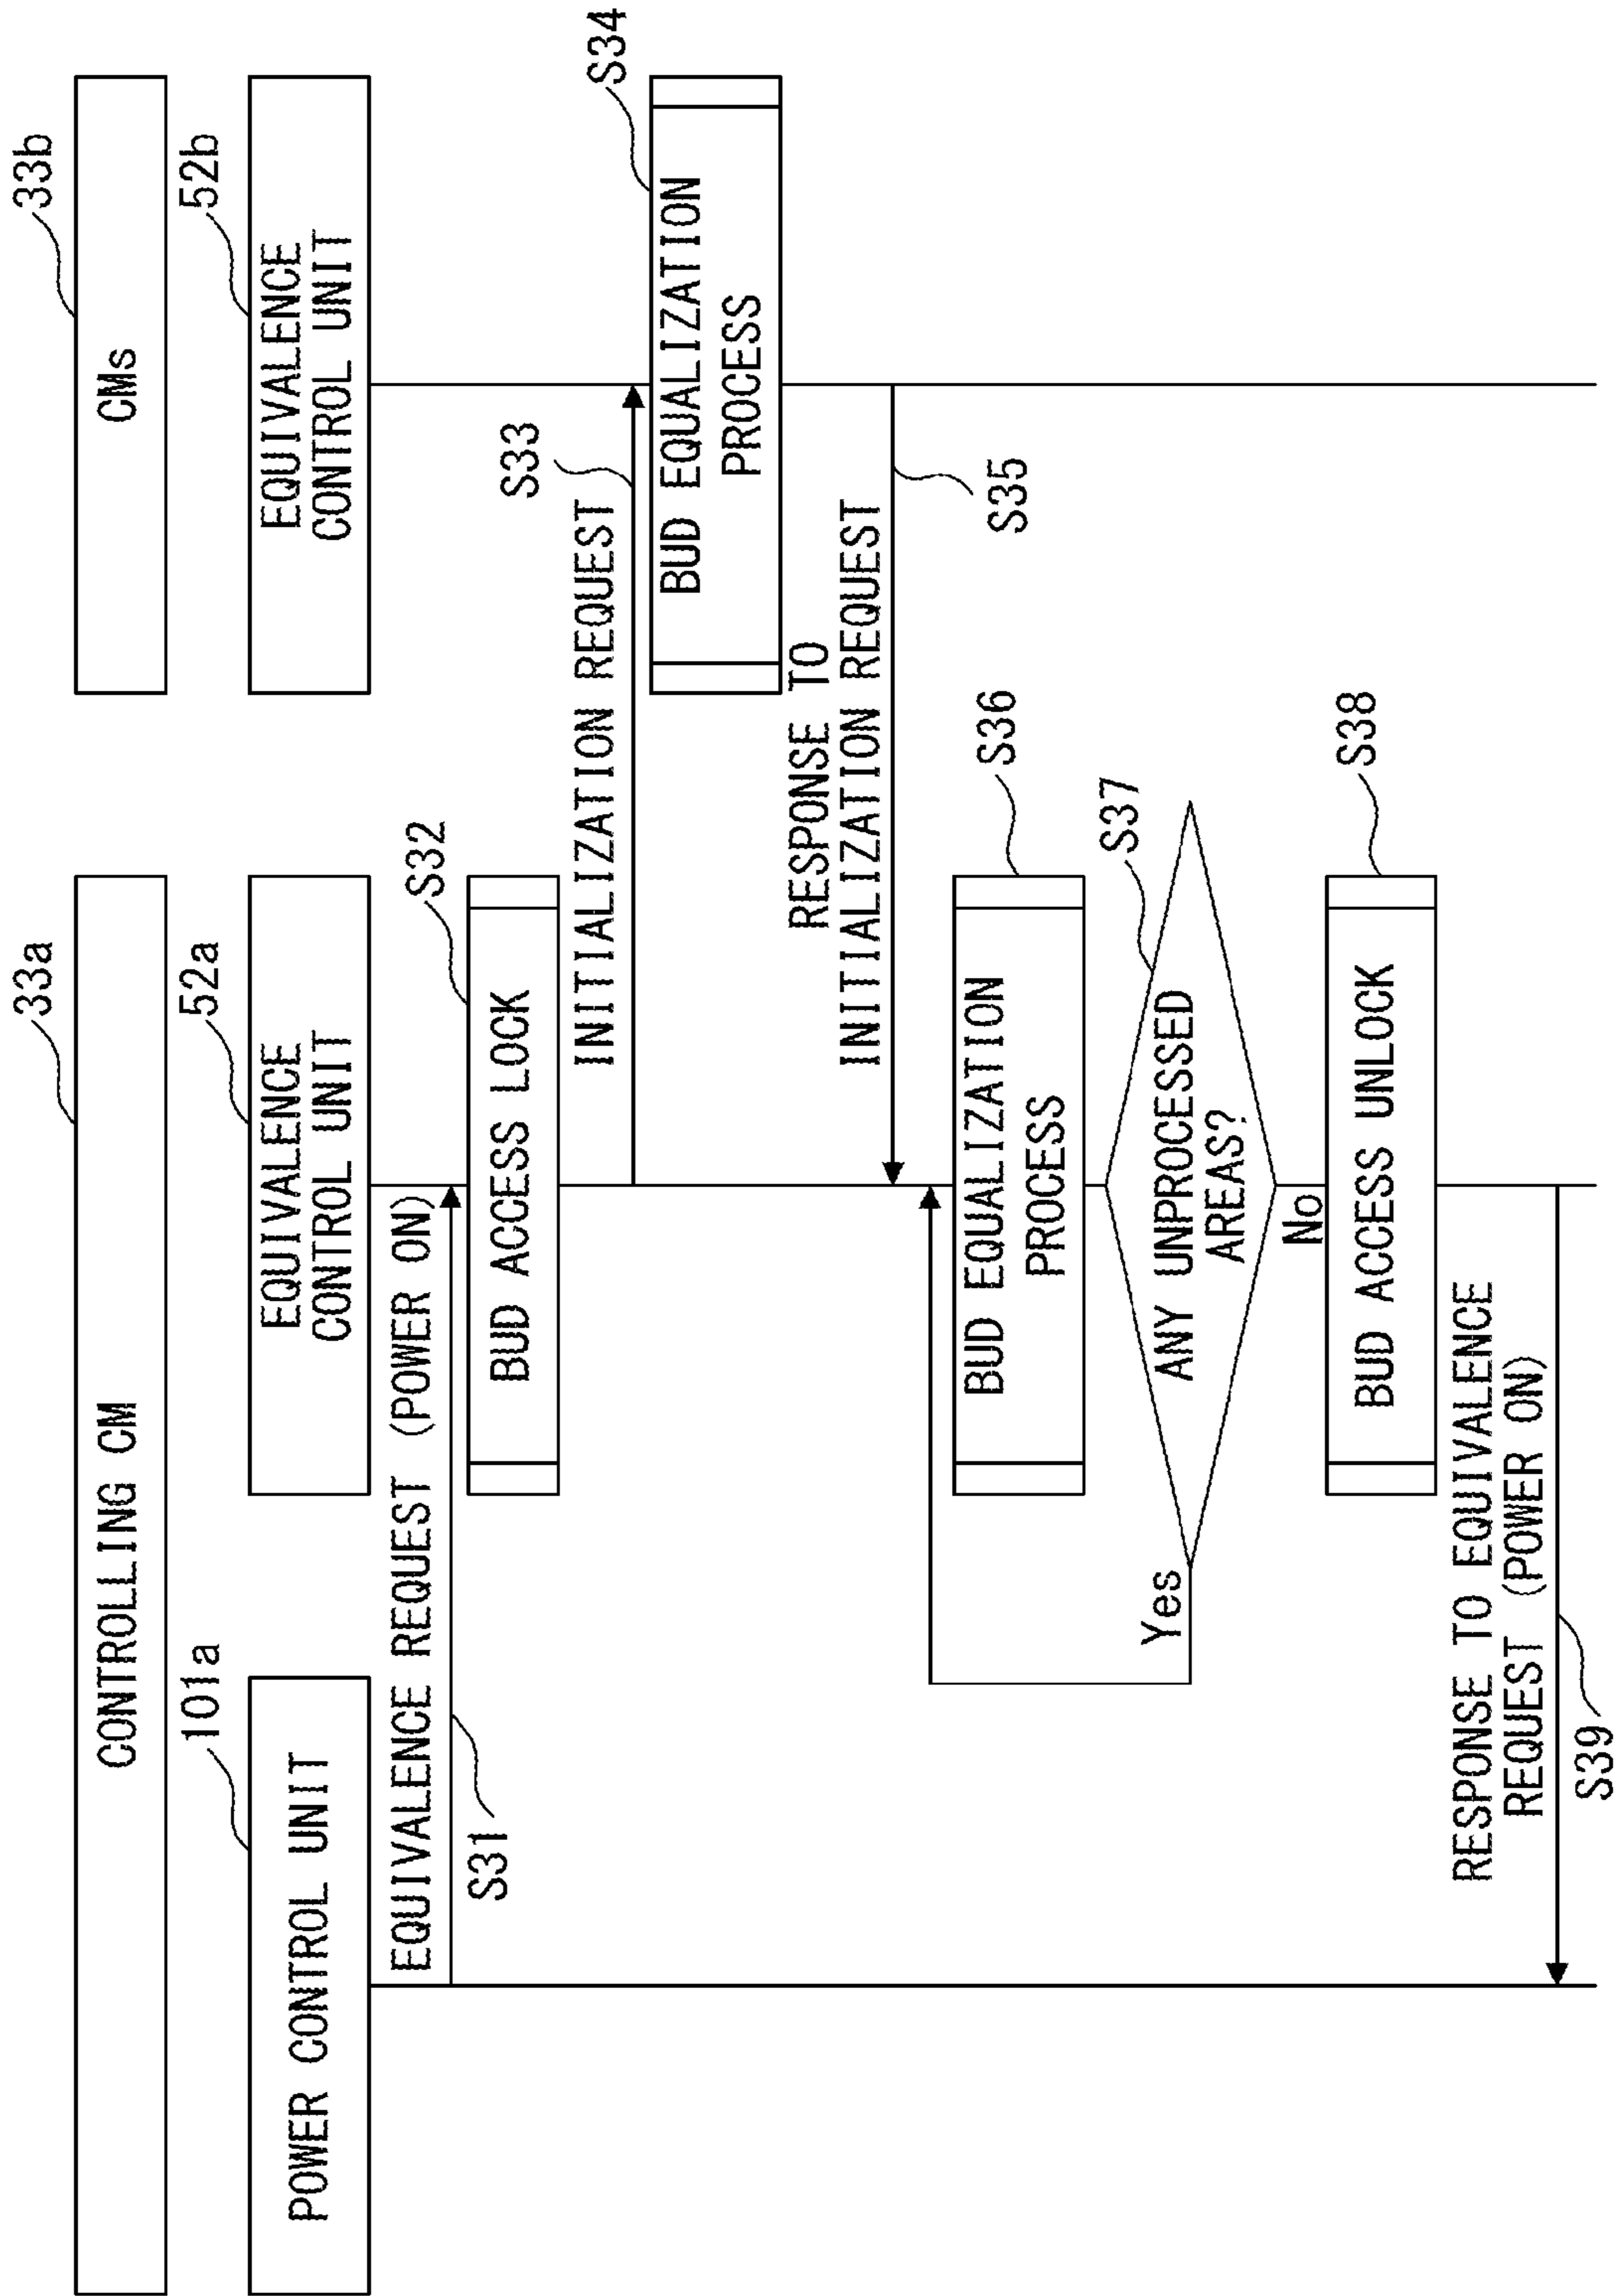 CONTROLLING CM
33a
CMs
33b
POWER CONTROL UNIT
101a
EQUIVALENCE
CONTROL UNIT
52a
EQUIVALENCE
CONTROL UNIT
52b
EQUIVALENCE REQUEST (POWER ON)
S31
BUD ACCESS LOCK
S32
INITIALIZATION REQUEST
S33
BUD EQUALIZATION
PROCESS
S34
RESPONSE TO
INITIALIZATION REQUEST
S35
BUD EQUALIZATION
PROCESS
S36
ANY UNPROCESSED
AREAS?
S37
Yes
No
BUD ACCESS UNLOCK
S38
RESPONSE TO EQUIVALENCE
REQUEST (POWER ON)
S39